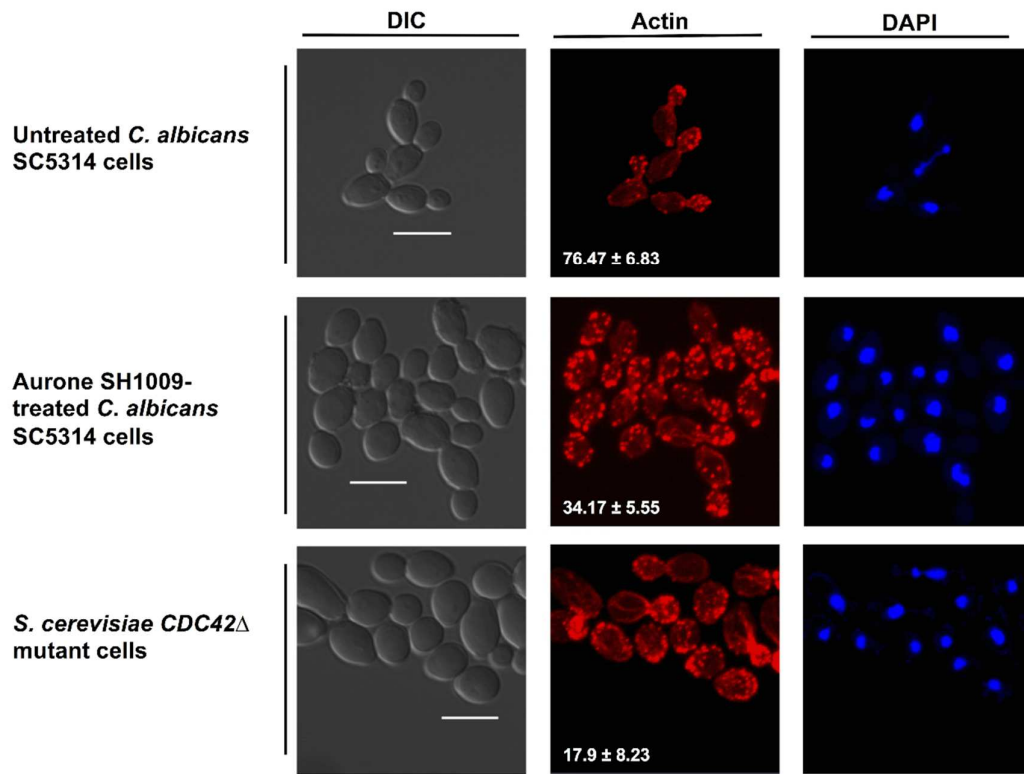 DIC
Actin
DAPI
Untreated C. albicans
SC5314 cells
76.47 ± 6.83
Aurone SH1009-
treated C. albicans
SC5314 cells
34.17 ± 5.55
S. cerevisiae CDC42Δ
mutant cells
17.9 ± 8.23